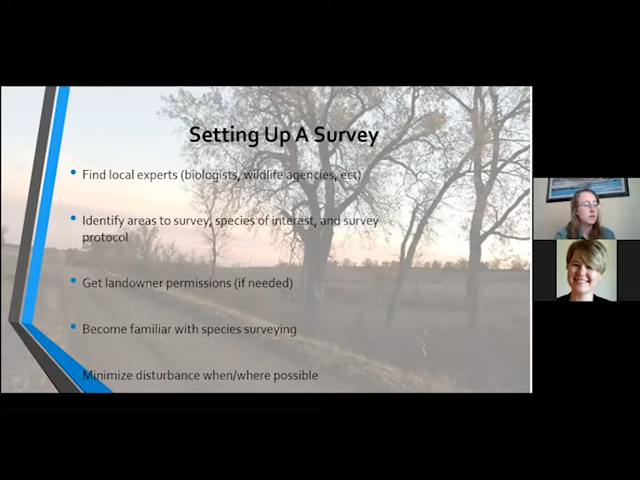 Setting Up A Survey
Find local experts (biologists, wildlife agencies, ect)
Identify areas to survey, species of interest, and survey
protocol
Get landowner permissions (if needed)
Become familiar with species surveying
Minimize disturbance when/where possible